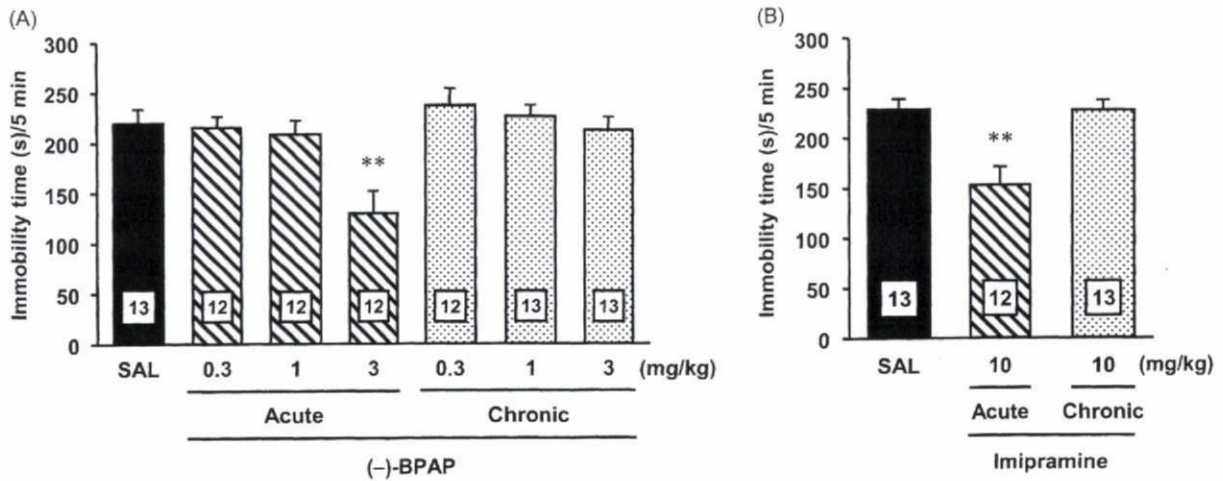 (A)
Immobility time (s)/5 min
300
250
200
150
100
50
0
**
13
12
12
12
12
13
13
SAL
0.3
1
3
0.3
1
3
(mg/kg)
Acute
Chronic
(–)-BPAP
(B)
Immobility time (s)/5 min
300
250
200
150
100
50
0
**
13
12
13
SAL
10
10
(mg/kg)
Acute
Chronic
Imipramine